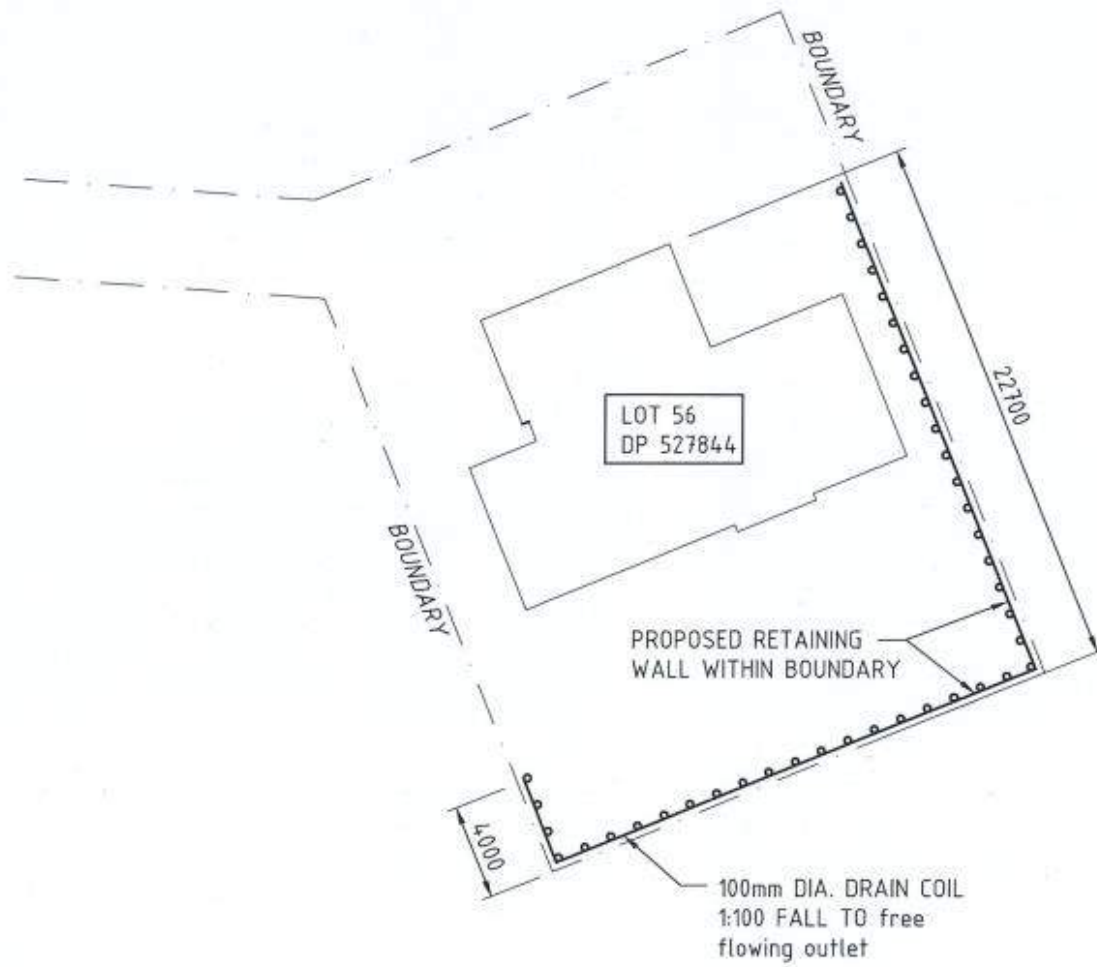 BOUNDARY
22700
LOT 56
DP 527844
BOUNDARY
PROPOSED RETAINING
WALL WITHIN BOUNDARY
4000
100mm DIA. DRAIN COIL
1:100 FALL TO free
flowing outlet